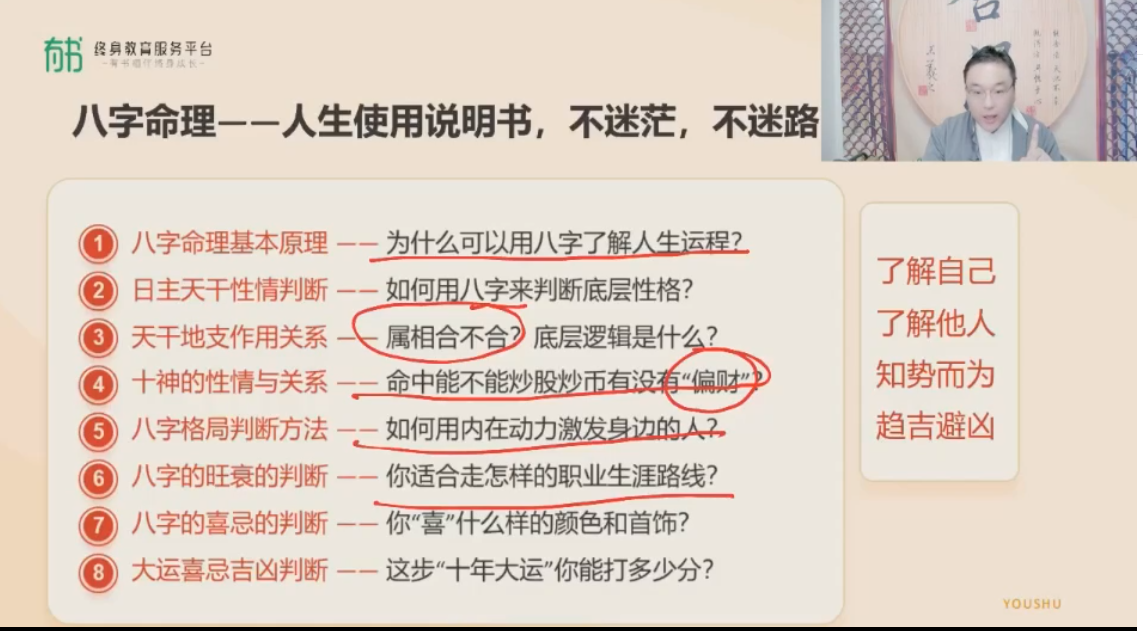 有书 终身教育服务平台
八字命理——人生使用说明书，不迷茫，不迷路
1 八字命理基本原理 —— 为什么可以用八字了解人生运程？
2 日主天干性情判断 —— 如何用八字来判断底层性格？
3 天干地支作用关系 —— 属相合不合？底层逻辑是什么？
4 十神的性情与关系 —— 命中能不能炒股炒币有没有“偏财”？
5 八字格局判断方法 —— 如何用内在动力激发身边的人？
6 八字的旺衰的判断 —— 你适合走怎样的职业生涯路线？
7 八字的喜忌的判断 —— 你“喜”什么样的颜色和首饰？
8 大运喜忌吉凶判断 —— 这步“十年大运”你能打多少分？
了解自己
了解他人
知势而为
趋吉避凶
YOUSHU